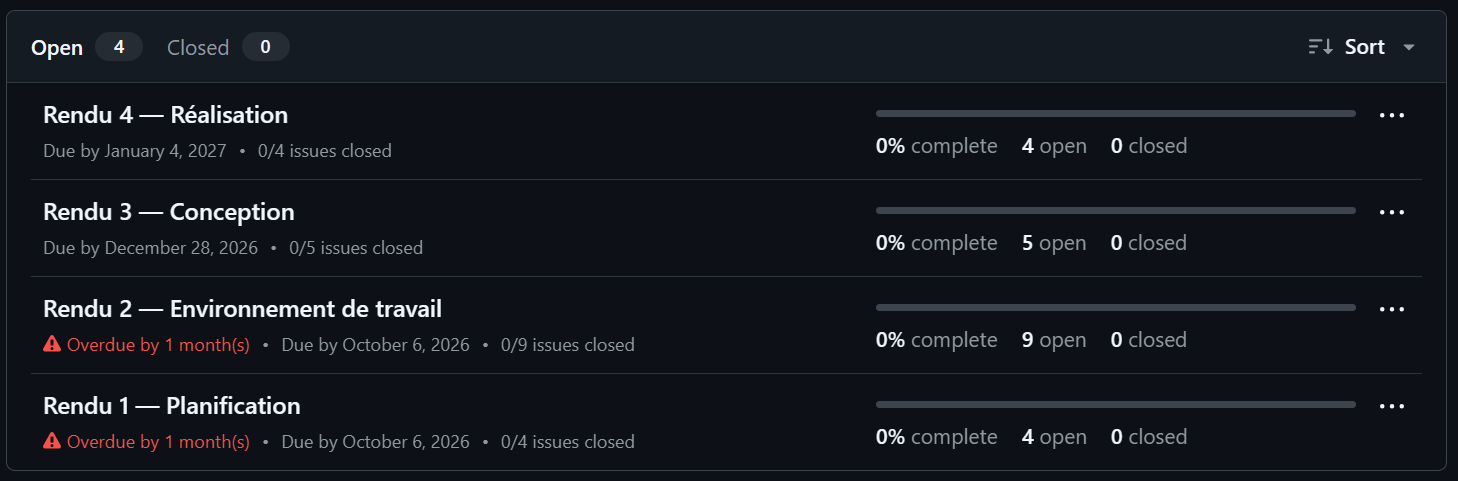 Open 4 Closed 0 Sort
Rendu 4 — Réalisation
Due by January 4, 2027 • 0/4 issues closed
0% complete 4 open 0 closed
Rendu 3 — Conception
Due by December 28, 2026 • 0/5 issues closed
0% complete 5 open 0 closed
Rendu 2 — Environnement de travail
Overdue by 1 month(s) • Due by October 6, 2026 • 0/9 issues closed
0% complete 9 open 0 closed
Rendu 1 — Planification
Overdue by 1 month(s) • Due by October 6, 2026 • 0/4 issues closed
0% complete 4 open 0 closed